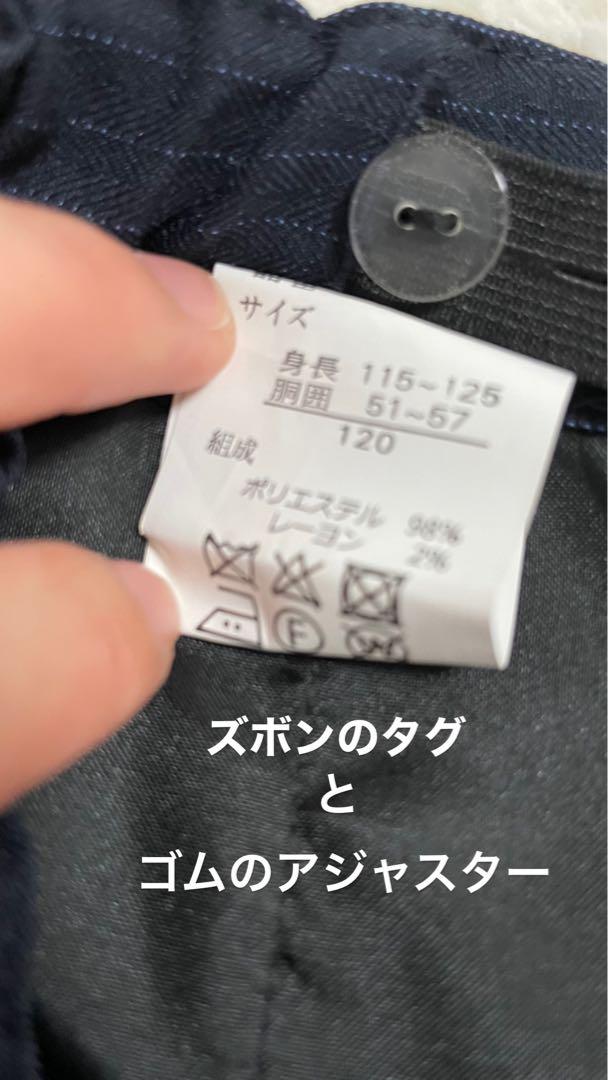 サイズ
身長 115~125
胴囲 51~57
120
組成
ポリエステル 98%
レーヨン 2%
F
ズボンのタグ
と
ゴムのアジャスター